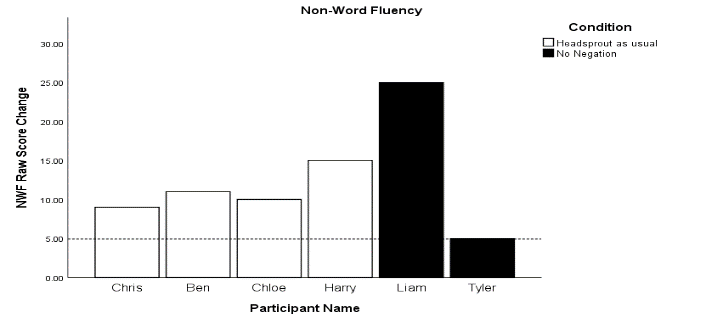 Non-Word Fluency
Condition
Headsprout as usual
No Negation
NWF Raw Score Change
30.00
25.00
20.00
15.00
10.00
5.00
0.00
Chris Ben Chloe Harry Liam Tyler
Participant Name